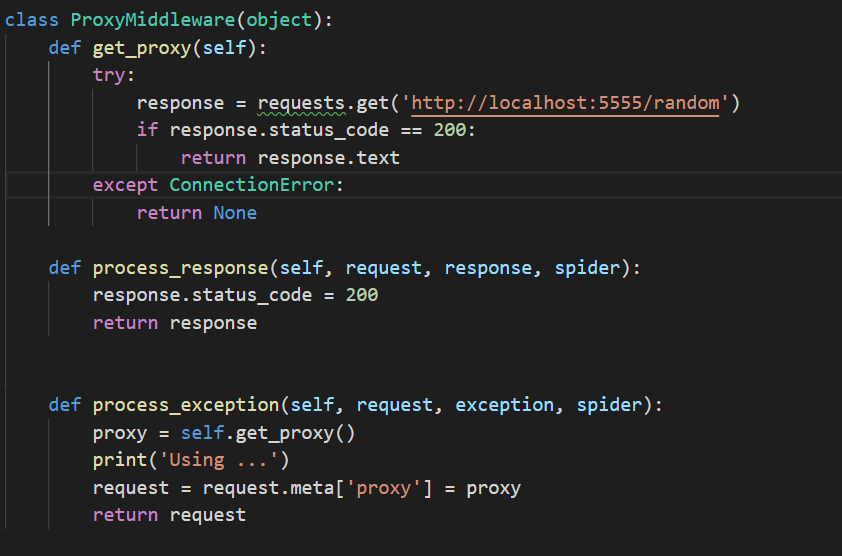 class ProxyMiddleware(object):
    def get_proxy(self):
        try:
            response = requests.get('http://localhost:5555/random')
            if response.status_code == 200:
                return response.text
        except ConnectionError:
            return None
    def process_response(self, request, response, spider):
        response.status_code = 200
        return response
    def process_exception(self, request, exception, spider):
        proxy = self.get_proxy()
        print('Using ...')
        request = request.meta['proxy'] = proxy
        return request